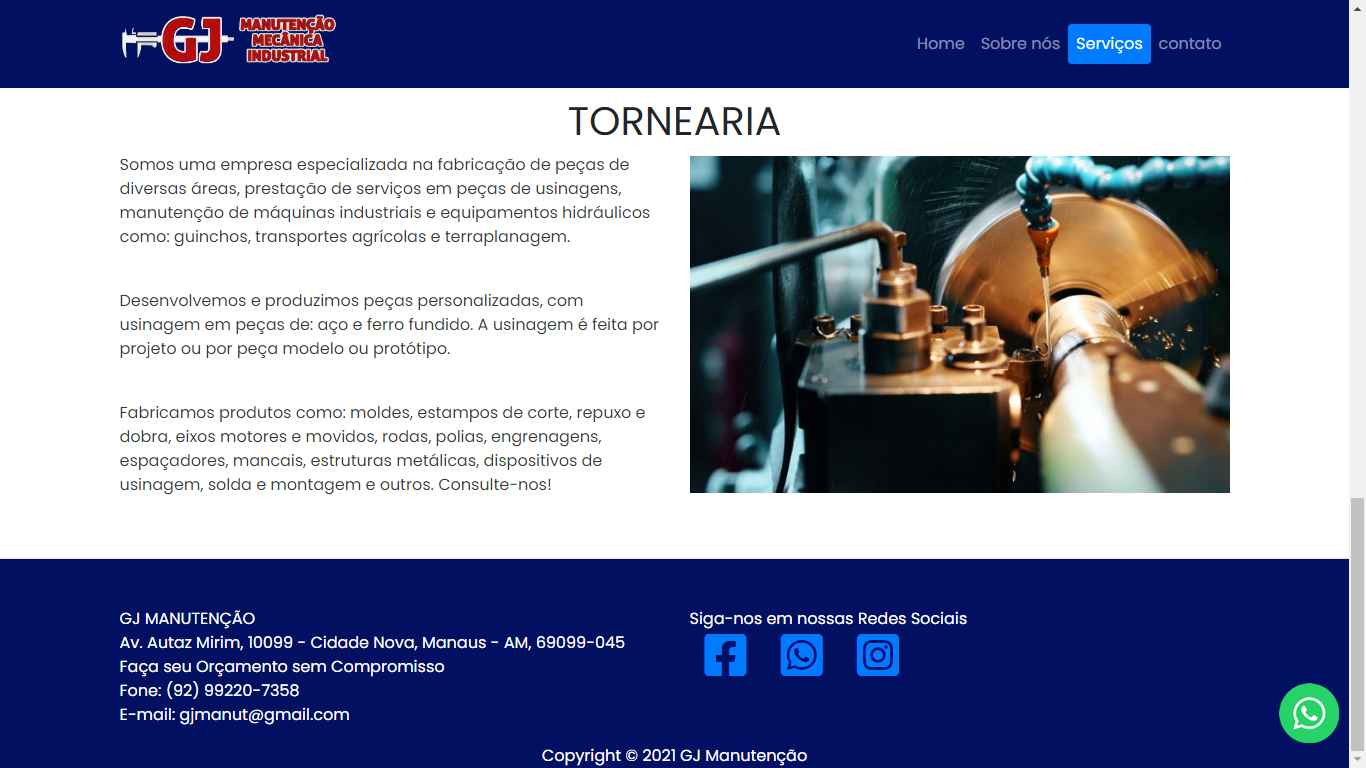 GJ
MANUTENÇÃO
MECÂNICA
INDUSTRIAL
Home Sobre nós Serviços contato
TORNEARIA
Somos uma empresa especializada na fabricação de peças de
diversas áreas, prestação de serviços em peças de usinagens,
manutenção de máquinas industriais e equipamentos hidráulicos
como: guinchos, transportes agrícolas e terraplanagem.
Desenvolvemos e produzimos peças personalizadas, com
usinagem em peças de: aço e ferro fundido. A usinagem é feita por
projeto ou por peça modelo ou protótipo.
Fabricamos produtos como: moldes, estampos de corte, repuxo e
dobra, eixos motores e movidos, rodas, polias, engrenagens,
espaçadores, mancais, estruturas metálicas, dispositivos de
usinagem, solda e montagem e outros. Consulte-nos!
GJ MANUTENÇÃO
Av. Autaz Mirim, 10099 - Cidade Nova, Manaus - AM, 69099-045
Faça seu Orçamento sem Compromisso
Fone: (92) 99220-7358
E-mail: gjmanut@gmail.com
Siga-nos em nossas Redes Sociais
Copyright © 2021 GJ Manutenção